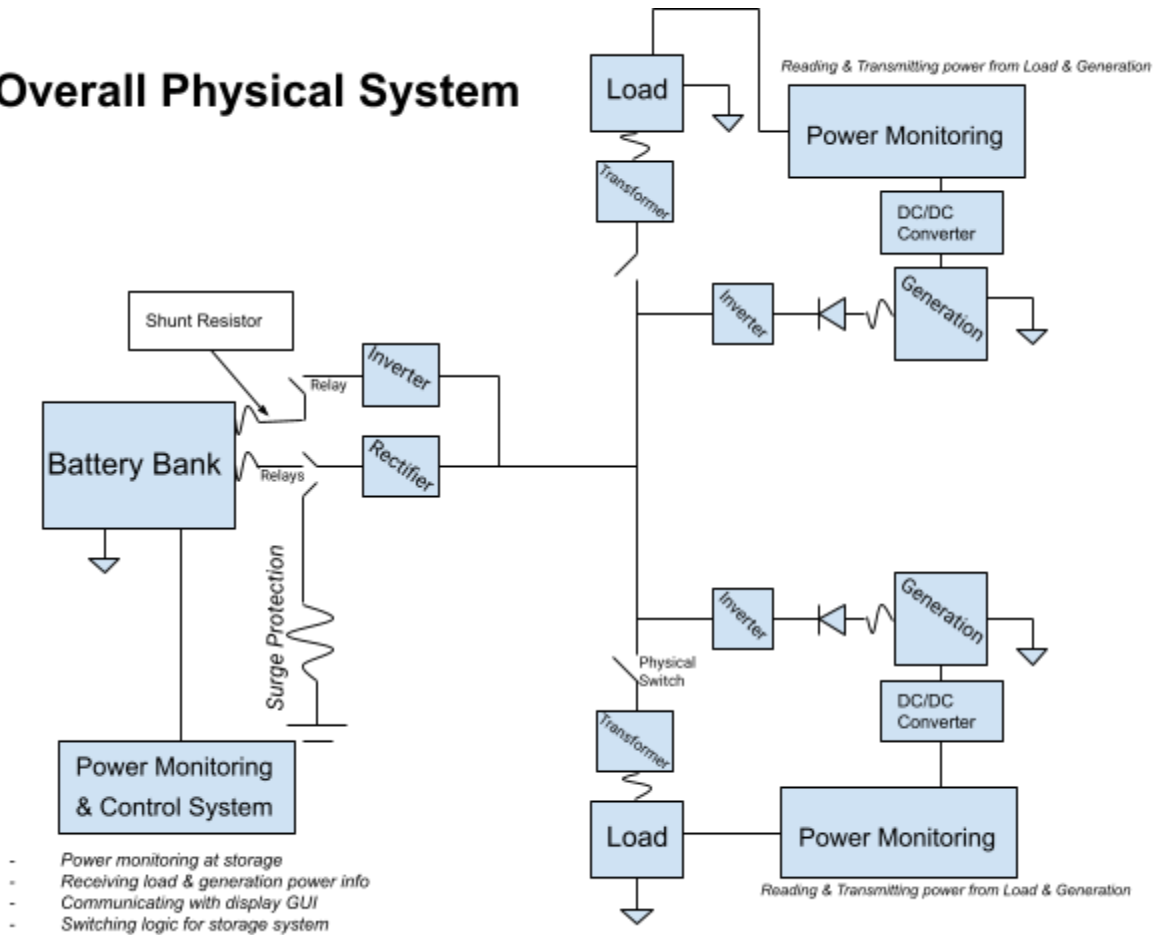 Overall Physical System
Load
Reading & Transmitting power from Load & Generation
Power Monitoring
Transformer
DC/DC
Converter
Generation
Inverter
Shunt Resistor
Inverter
Relay
Battery Bank
Relays
Rectifier
Surge Protection
Inverter
Generation
Physical
Switch
DC/DC
Converter
Transformer
Power Monitoring
& Control System
Load
Power Monitoring
Reading & Transmitting power from Load & Generation
- Power monitoring at storage
- Receiving load & generation power info
- Communicating with display GUI
- Switching logic for storage system